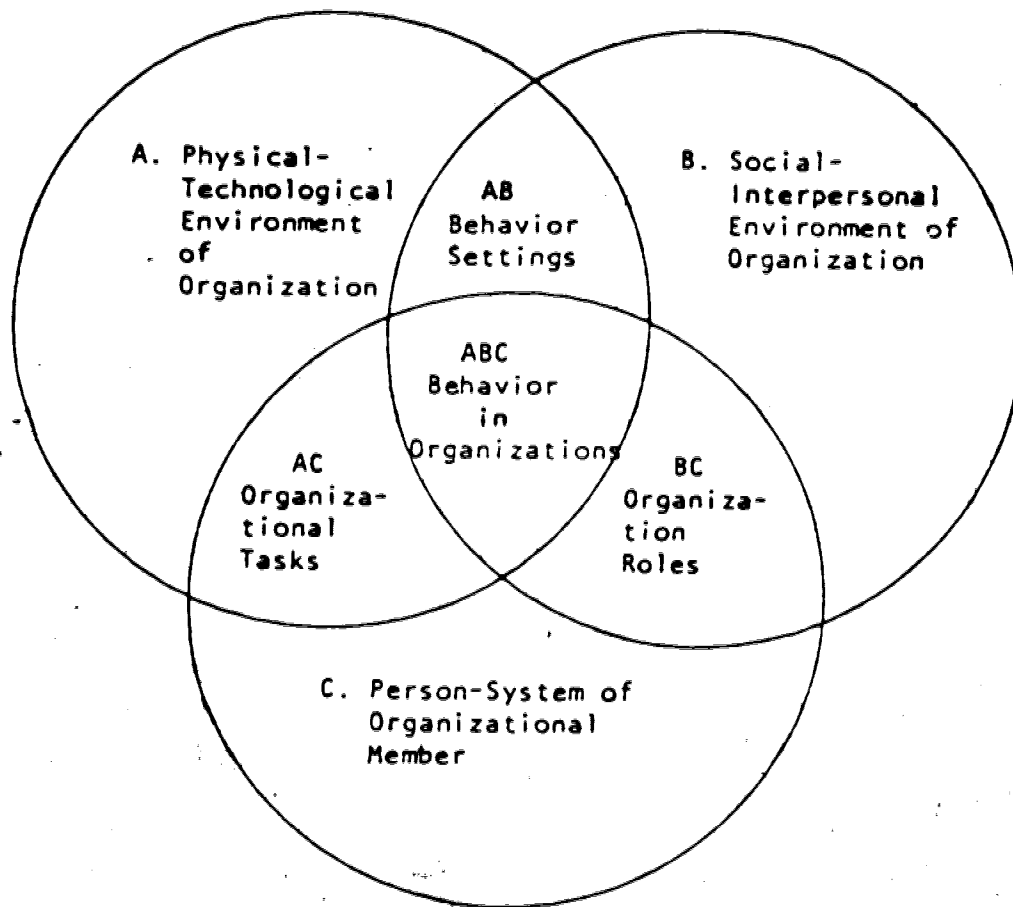 A. Physical-
Technological
Environment
of
Organization
AB
Behavior
Settings
B. Social-
Interpersonal
Environment of
Organization
ABC
Behavior
in
Organizations
AC
Organiza-
tional
Tasks
BC
Organiza-
tion
Roles
C. Person-System of
Organizational
Member